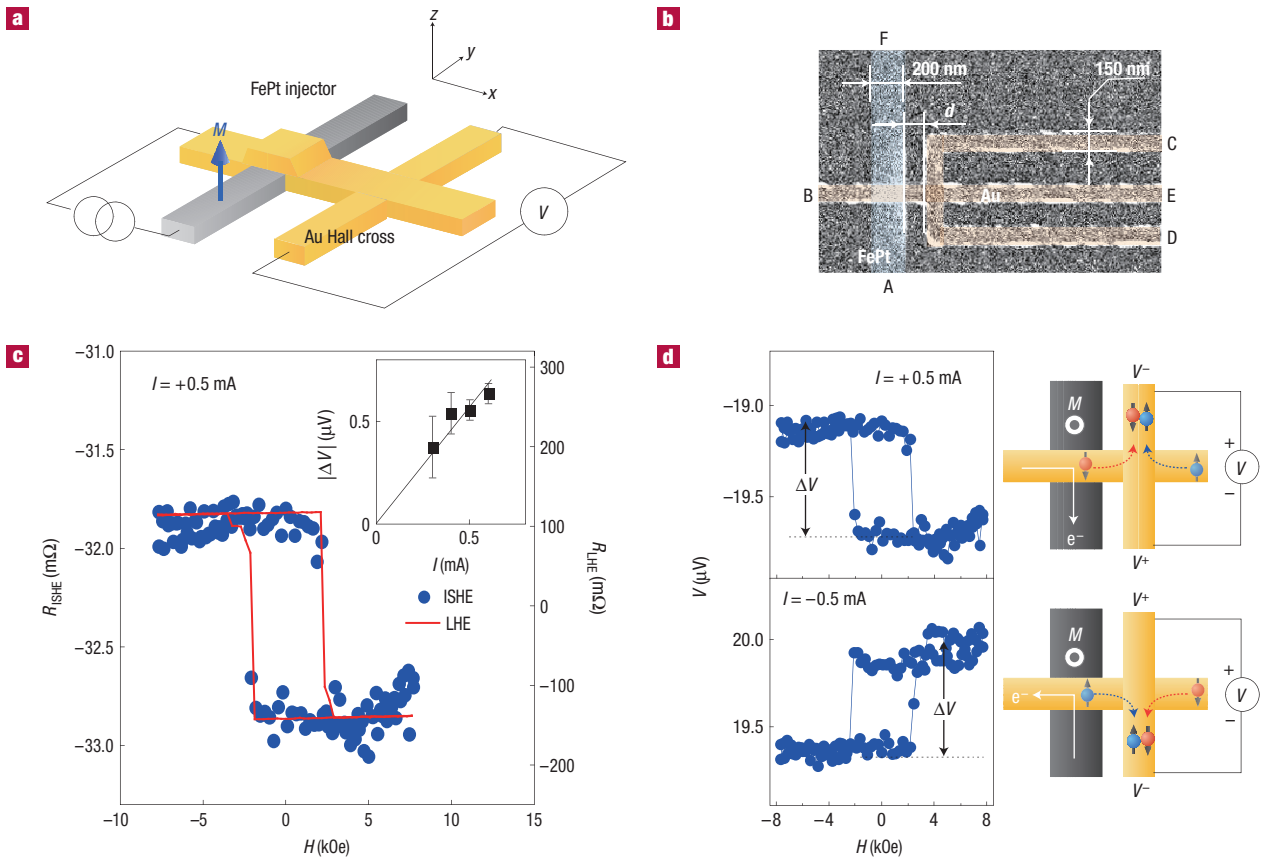 a
z
y
x
FePt injector
M
Au Hall cross
V
b
F
200 nm
150 nm
d
C
B
Au
E
D
FePt
A
c
−31.0
−31.5
−32.0
−32.5
−33.0
R_ISHE (mΩ)
I = +0.5 mA
|ΔV| (μV)
0.5
0
0 0.5
I (mA)
ISHE
LHE
300
200
100
0
−100
−200
R_LHE (mΩ)
−10 −5 0 5 10 15
H (kOe)
d
I = +0.5 mA
−19.0
−19.5
ΔV
V (μV)
I = −0.5 mA
20.0
19.5
ΔV
−8 −4 0 4 8
H (kOe)
V−
M
+
V
−
e−
V+
V+
M
+
e−
V
−
V−